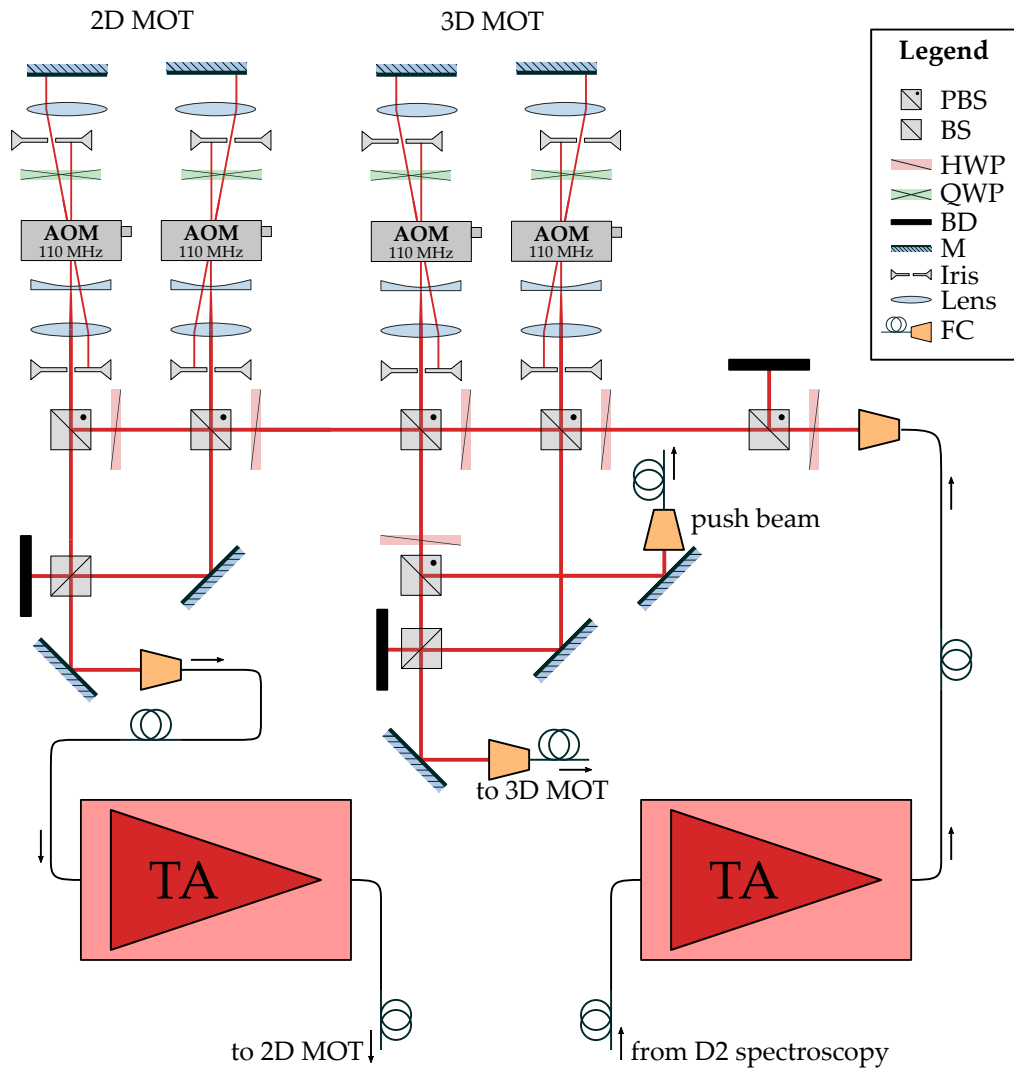 2D MOT
3D MOT
Legend
PBS
BS
HWP
QWP
BD
M
Iris
Lens
FC
AOM
110 MHz
AOM
110 MHz
AOM
110 MHz
AOM
110 MHz
push beam
to 3D MOT
TA
TA
to 2D MOT
from D2 spectroscopy